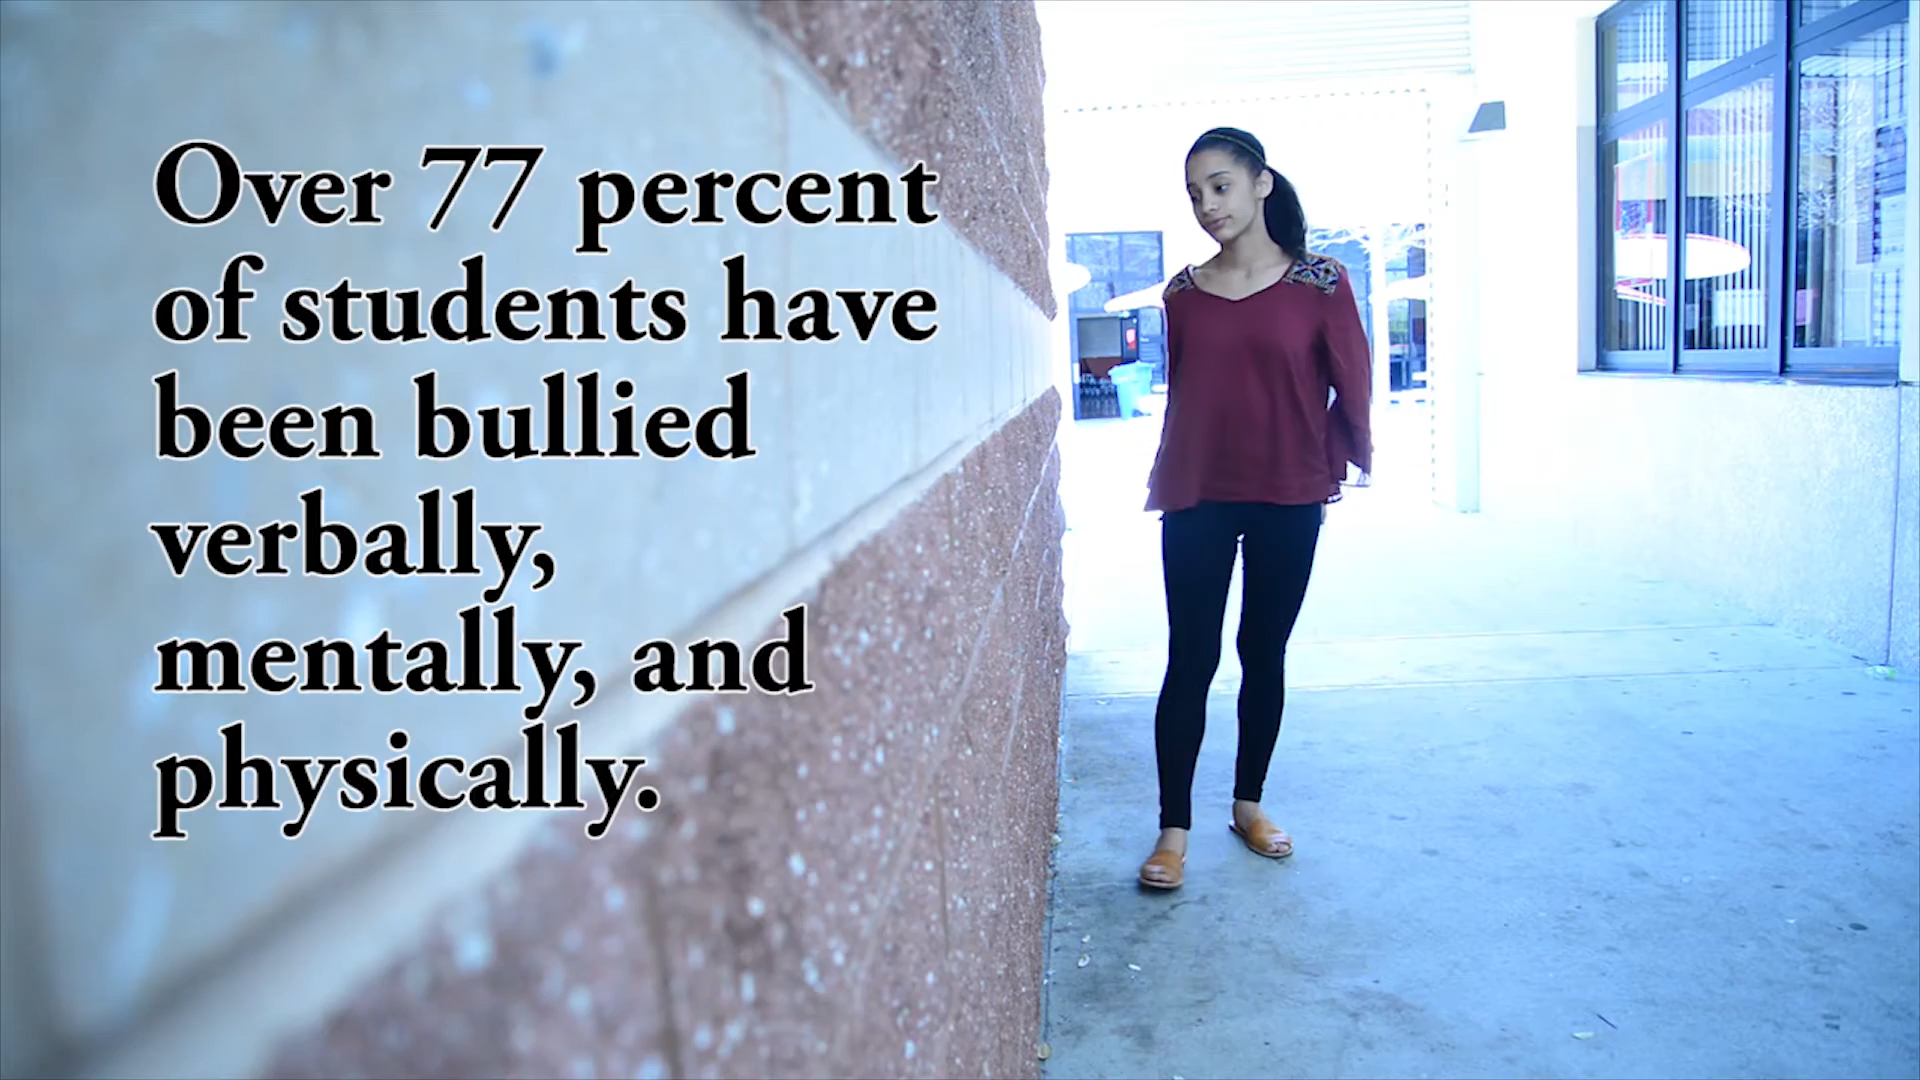 Over 77 percent
of students have
been bullied
verbally,
mentally, and
physically.